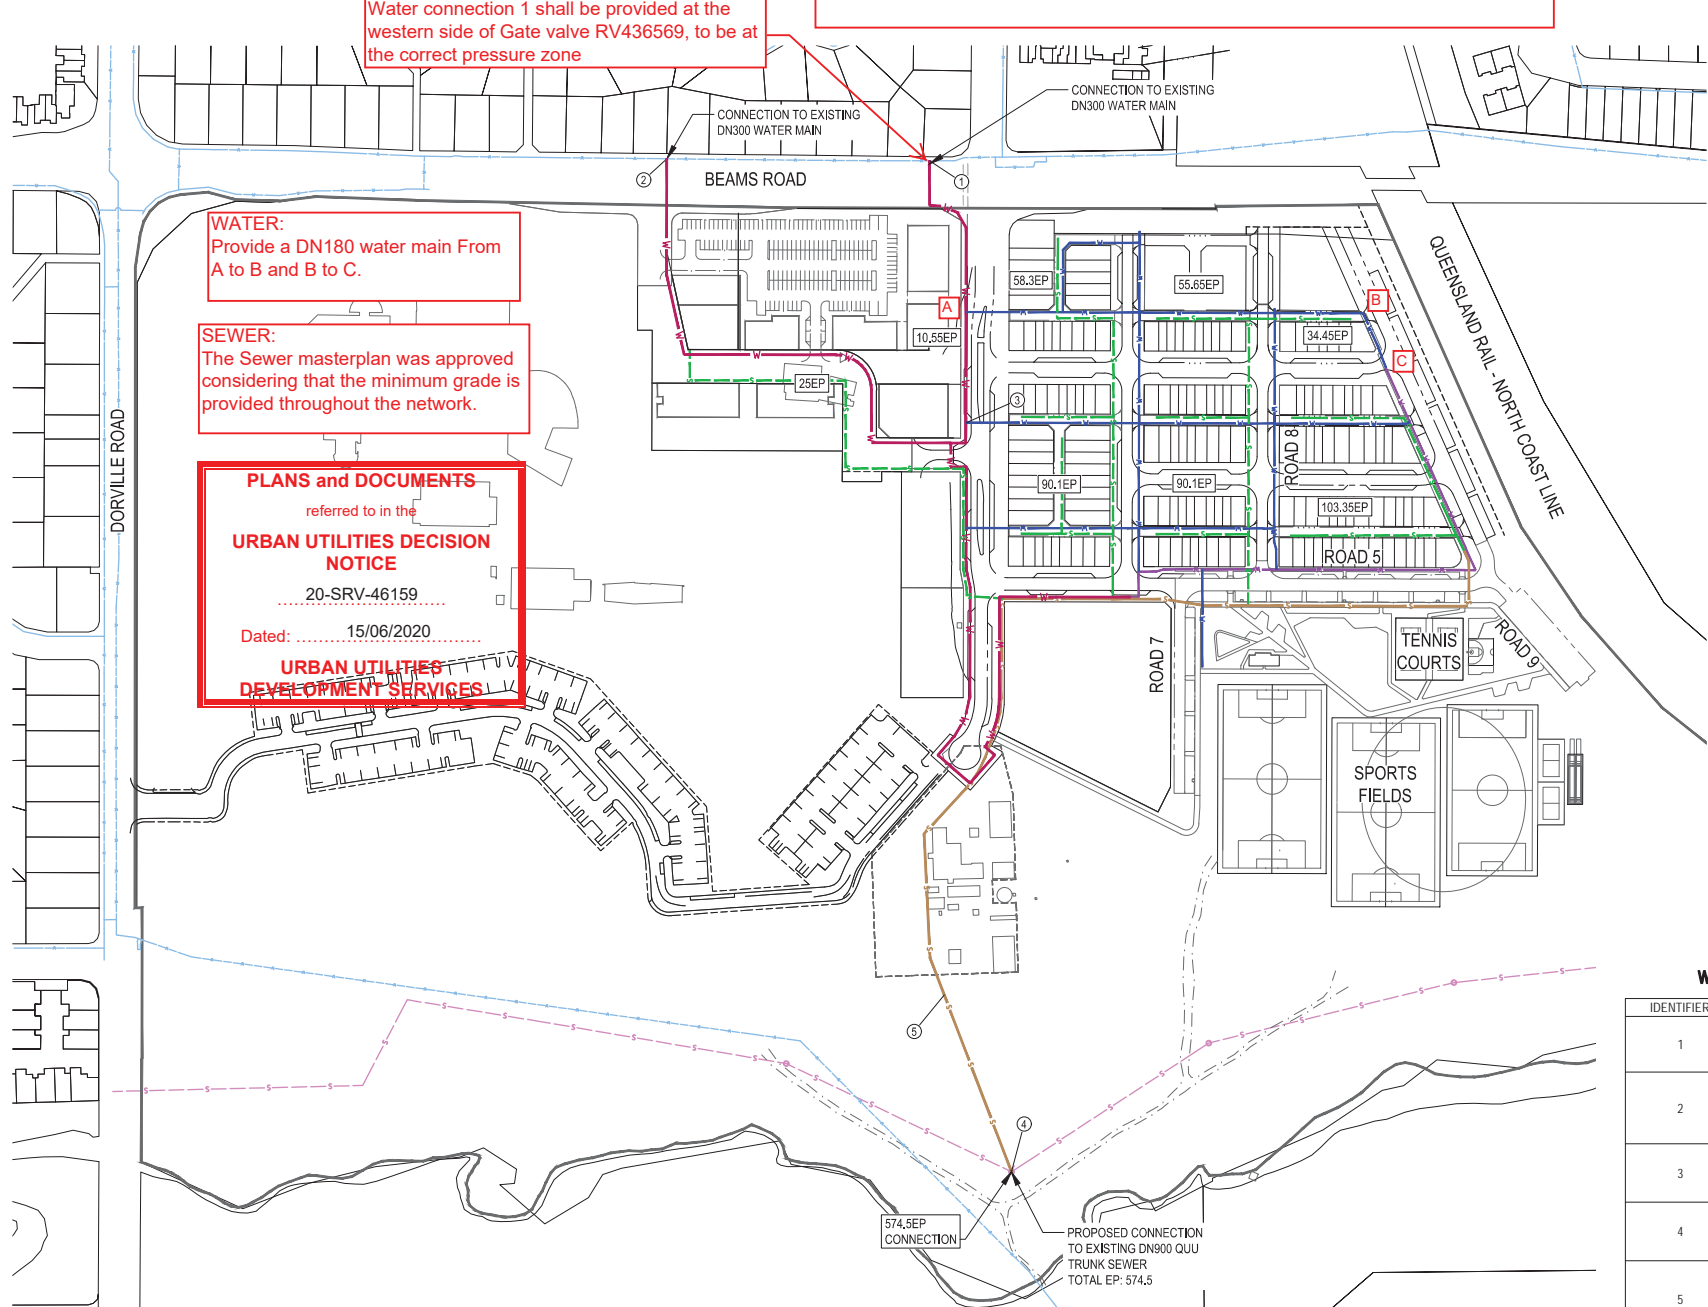 Water connection 1 shall be provided at the
western side of Gate valve RV436569, to be at
the correct pressure zone
CONNECTION TO EXISTING
DN300 WATER MAIN
CONNECTION TO EXISTING
DN300 WATER MAIN
2
BEAMS ROAD
1
WATER:
Provide a DN180 water main From
A to B and B to C.
SEWER:
The Sewer masterplan was approved
considering that the minimum grade is
provided throughout the network.
PLANS and DOCUMENTS
referred to in the
URBAN UTILITIES DECISION
NOTICE
20-SRV-46159
Dated: 15/06/2020
URBAN UTILITIES
DEVELOPMENT SERVICES
DORVILLE ROAD
QUEENSLAND RAIL - NORTH COAST LINE
58.3EP
55.65EP
A
B
10.55EP
34.45EP
C
25EP
3
ROAD 8
90.1EP
90.1EP
103.35EP
ROAD 5
ROAD 7
TENNIS
COURTS
ROAD 9
SPORTS
FIELDS
5
4
574.5EP
CONNECTION
PROPOSED CONNECTION
TO EXISTING DN900 QUU
TRUNK SEWER
TOTAL EP: 574.5
W
IDENTIFIER
1
2
3
4
5